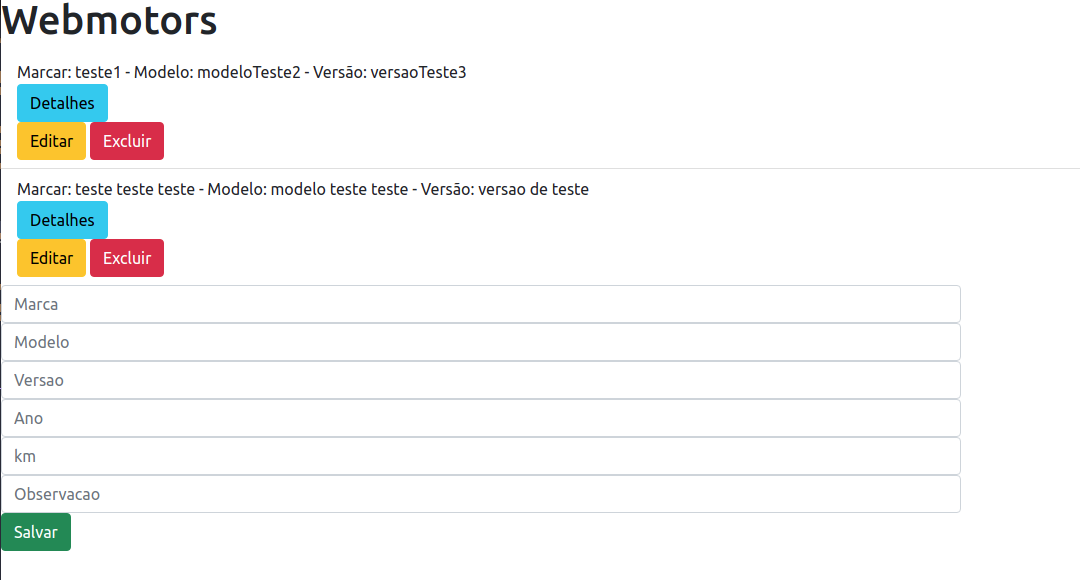 Webmotors
Marcar: teste1 - Modelo: modeloTeste2 - Versão: versaoTeste3
Detalhes
Editar Excluir
Marcar: teste teste teste - Modelo: modelo teste teste - Versão: versao de teste
Detalhes
Editar Excluir
Marca
Modelo
Versao
Ano
km
Observacao
Salvar